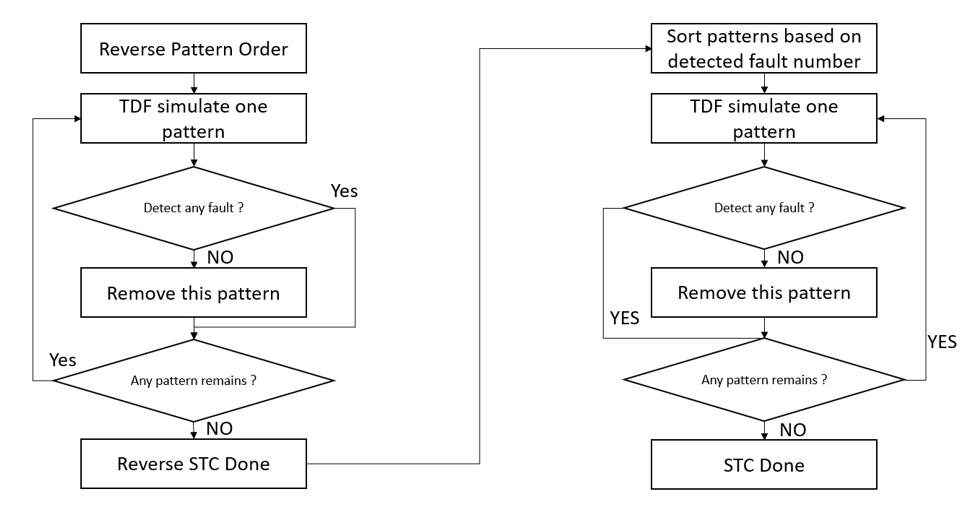 Reverse Pattern Order
TDF simulate one
pattern
Detect any fault ?
Yes
NO
Remove this pattern
Any pattern remains ?
Yes
NO
Reverse STC Done
Sort patterns based on
detected fault number
TDF simulate one
pattern
Detect any fault ?
NO
Remove this pattern
YES
Any pattern remains ?
YES
NO
STC Done